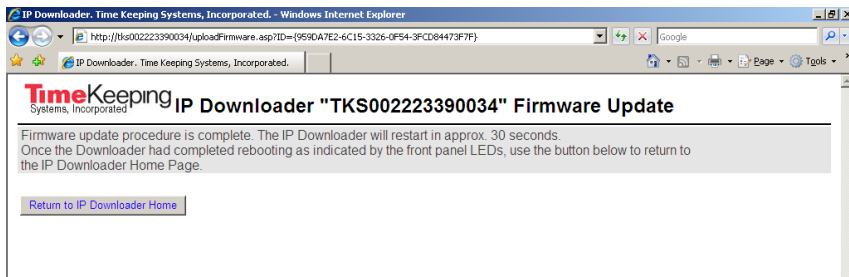 IP Downloader. Time Keeping Systems, Incorporated. - Windows Internet Explorer
http://tks002223390034/uploadFirmware.asp?ID={959DA7E2-6C15-3326-0F54-3FCD84473F7F}
Google
IP Downloader. Time Keeping Systems, Incorporated.
Page
Tools
TimeKeeping
Systems, Incorporated
IP Downloader "TKS002223390034" Firmware Update
Firmware update procedure is complete. The IP Downloader will restart in approx. 30 seconds.
Once the Downloader had completed rebooting as indicated by the front panel LEDs, use the button below to return to
the IP Downloader Home Page.
Return to IP Downloader Home